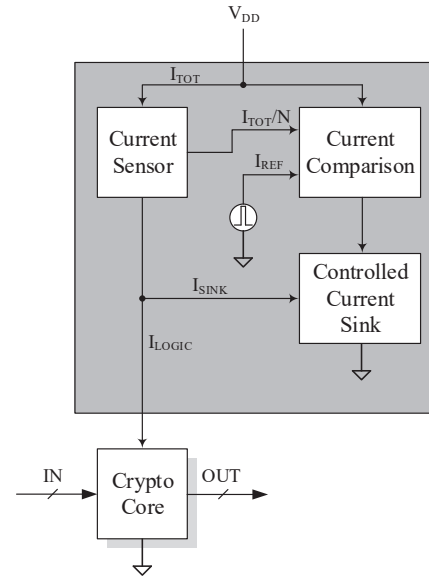 V_DD
I_TOT
Current
Sensor
I_TOT/N
I_REF
Current
Comparison
Controlled
Current
Sink
I_SINK
I_LOGIC
IN
Crypto
Core
OUT